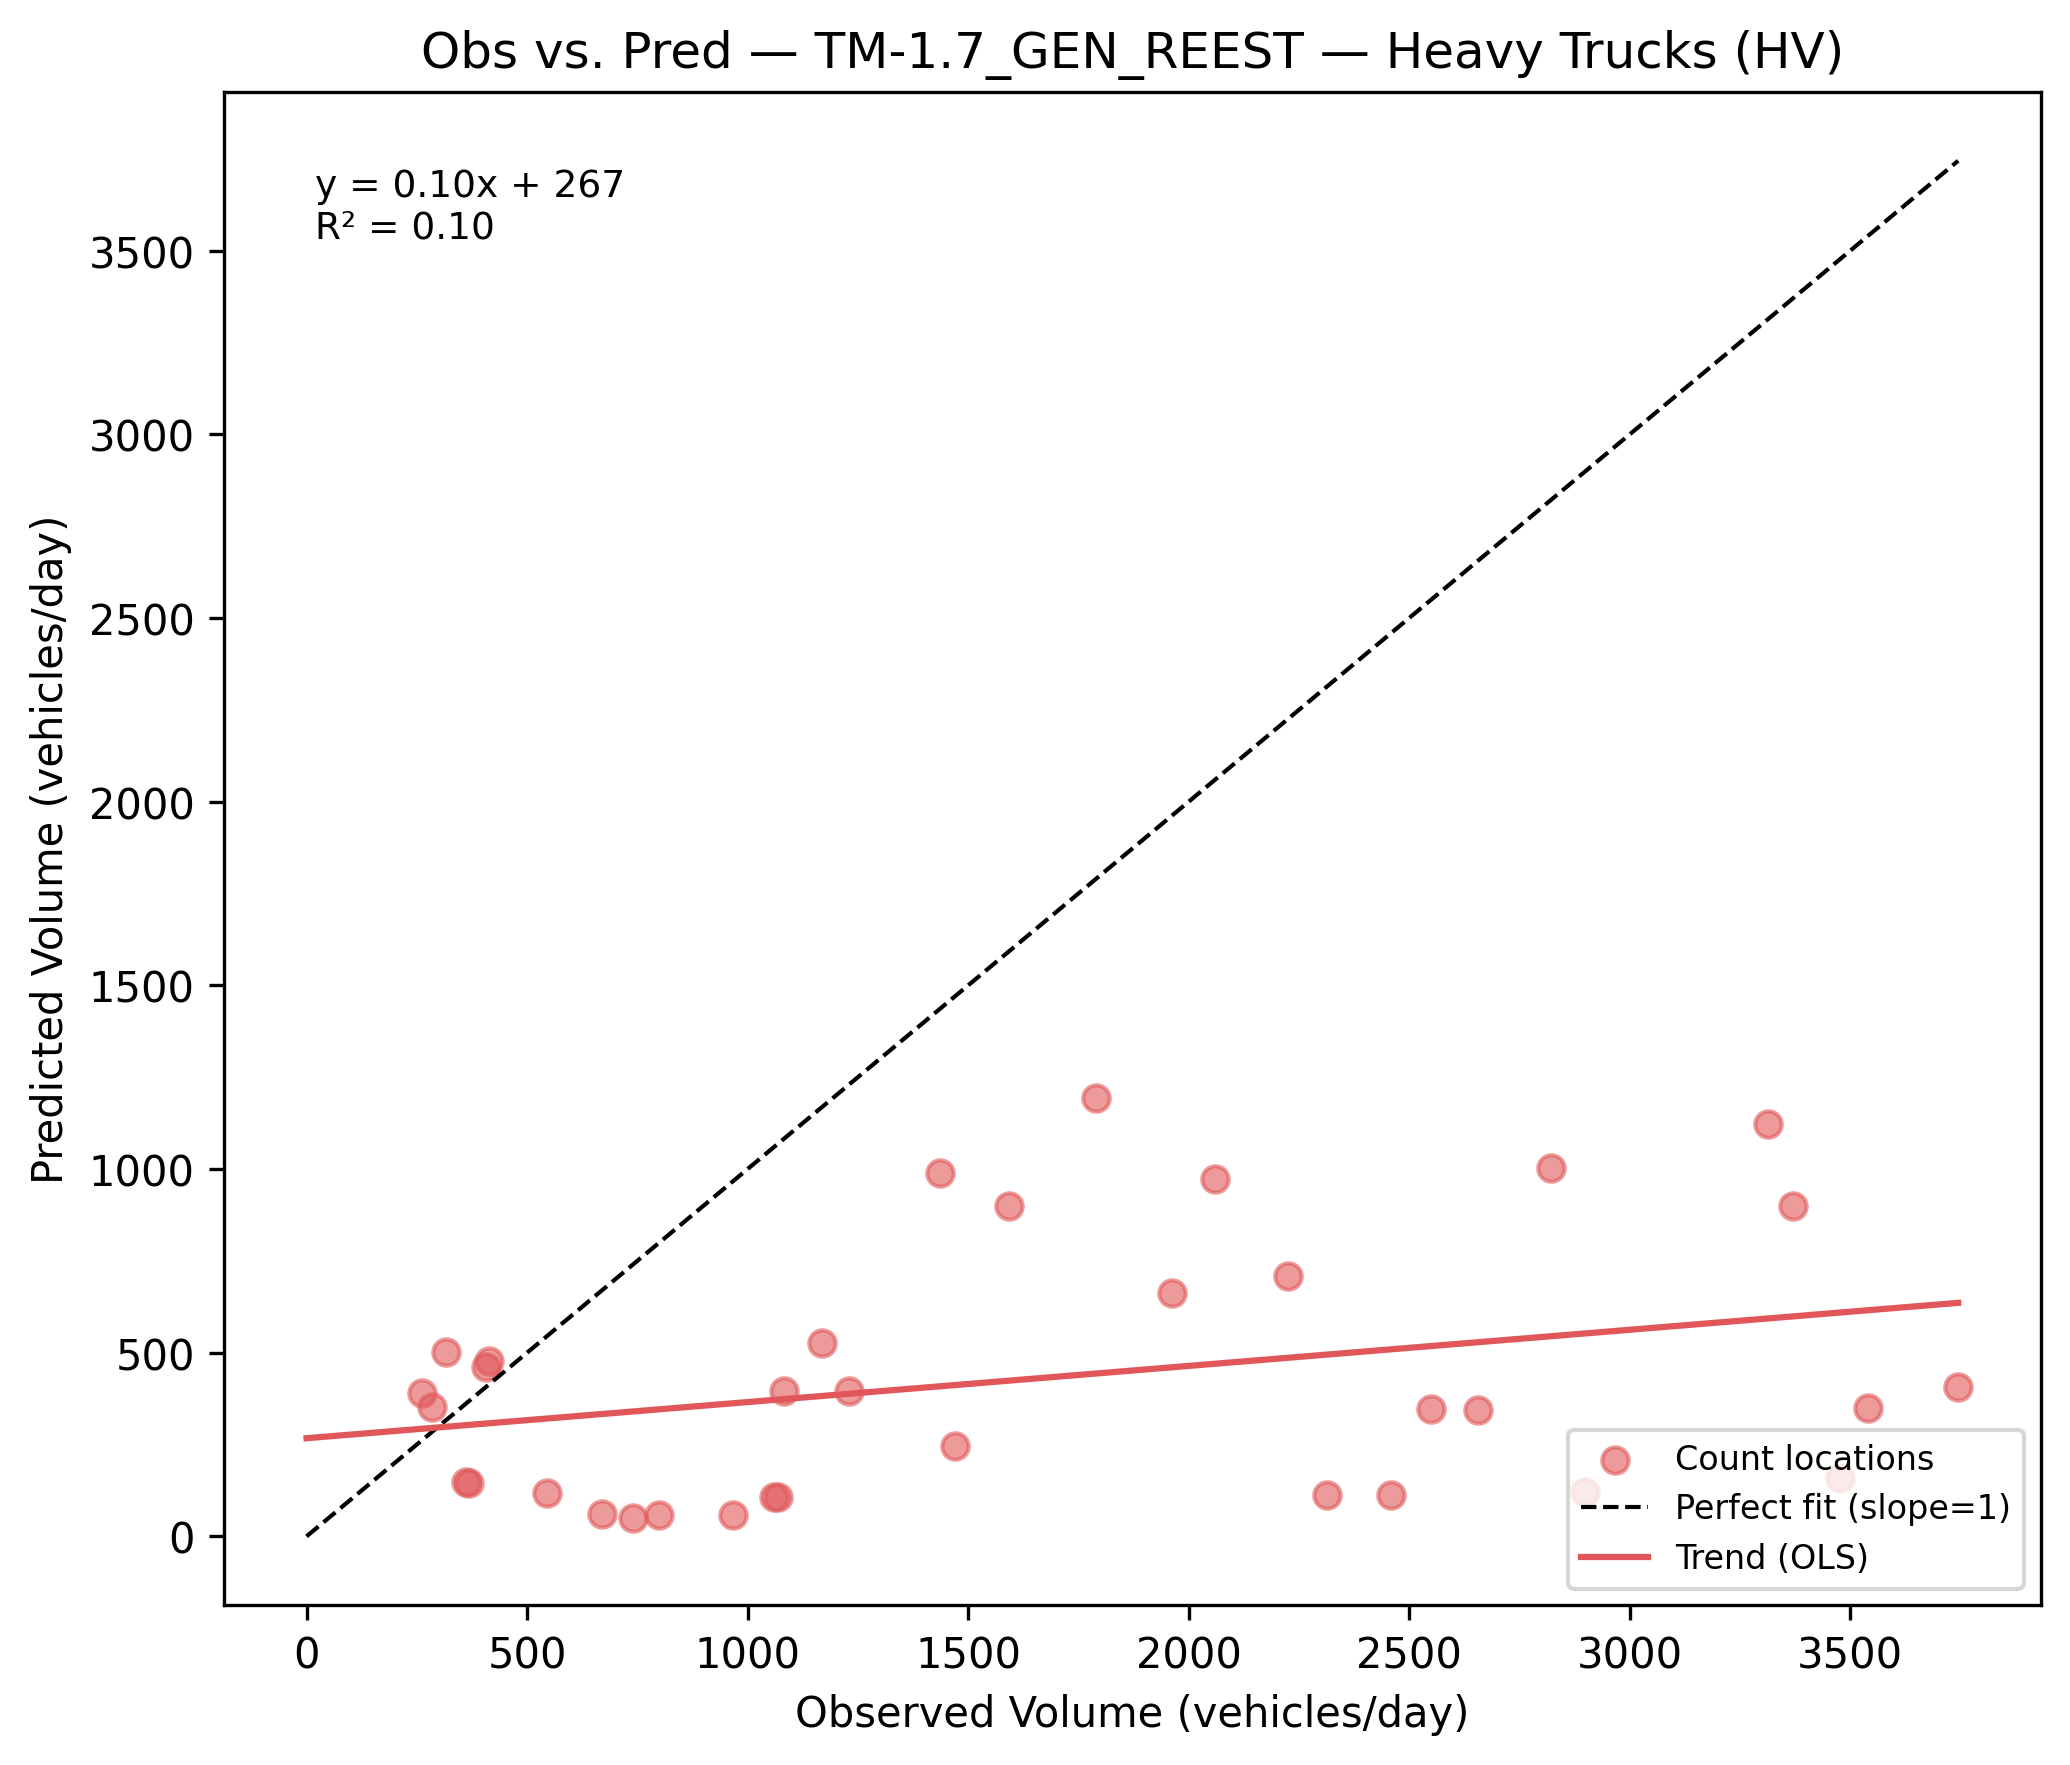 Obs vs. Pred — TM-1.7_GEN_REEST — Heavy Trucks (HV)
y = 0.10x + 267
R² = 0.10
3500
3000
2500
2000
1500
1000
500
0
Predicted Volume (vehicles/day)
Count locations
Perfect fit (slope=1)
Trend (OLS)
0 500 1000 1500 2000 2500 3000 3500
Observed Volume (vehicles/day)